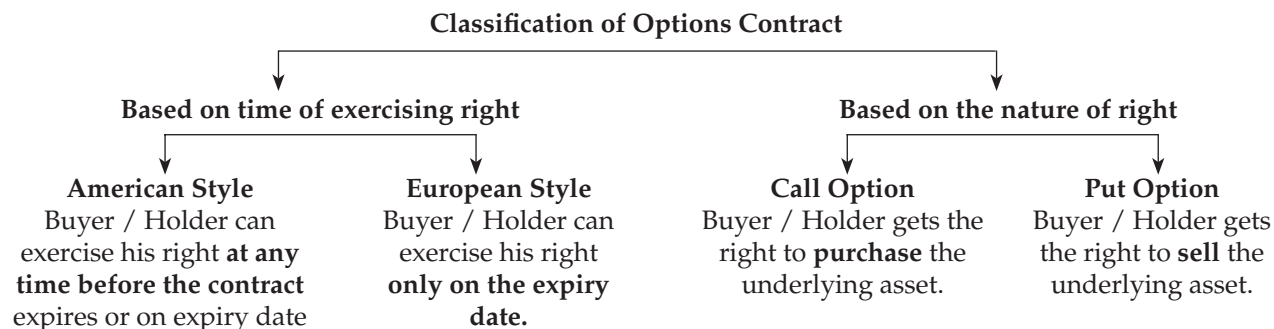 Classification of Options Contract
Based on time of exercising right
Based on the nature of right
American Style
Buyer / Holder can
exercise his right at any
time before the contract
expires or on expiry date
European Style
Buyer / Holder can
exercise his right
only on the expiry
date.
Call Option
Buyer / Holder gets the
right to purchase the
underlying asset.
Put Option
Buyer / Holder gets
the right to sell the
underlying asset.